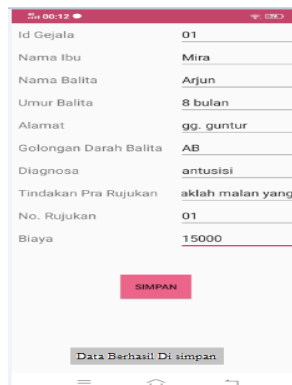 00:12
Id Gejala 01
Nama Ibu Mira
Nama Balita Arjun
Umur Balita 8 bulan
Alamat gg. guntur
Golongan Darah Balita AB
Diagnosa antusisi
Tindakan Pra Rujukan aklah malan yang
No. Rujukan 01
Biaya 15000
SIMPAN
Data Berhasil Di simpan